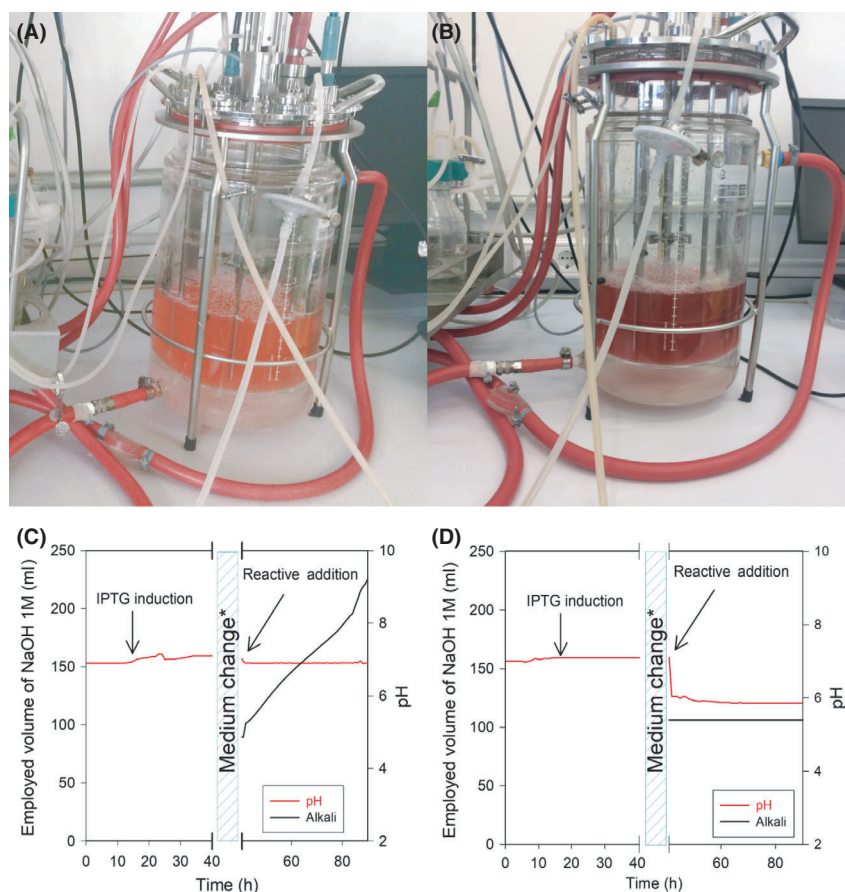 (A)
(B)
(C)
250
200
150
100
50
0
Employed volume of NaOH 1M (ml)
IPTG induction
Medium change*
Reactive addition
10
8
6
4
2
pH
pH
Alkali
0 10 20 30 40 60 80
Time (h)
(D)
250
200
150
100
50
0
Employed volume of NaOH 1M (ml)
IPTG induction
Medium change*
Reactive addition
10
8
6
4
2
pH
pH
Alkali
0 10 20 30 40 60 80
Time (h)